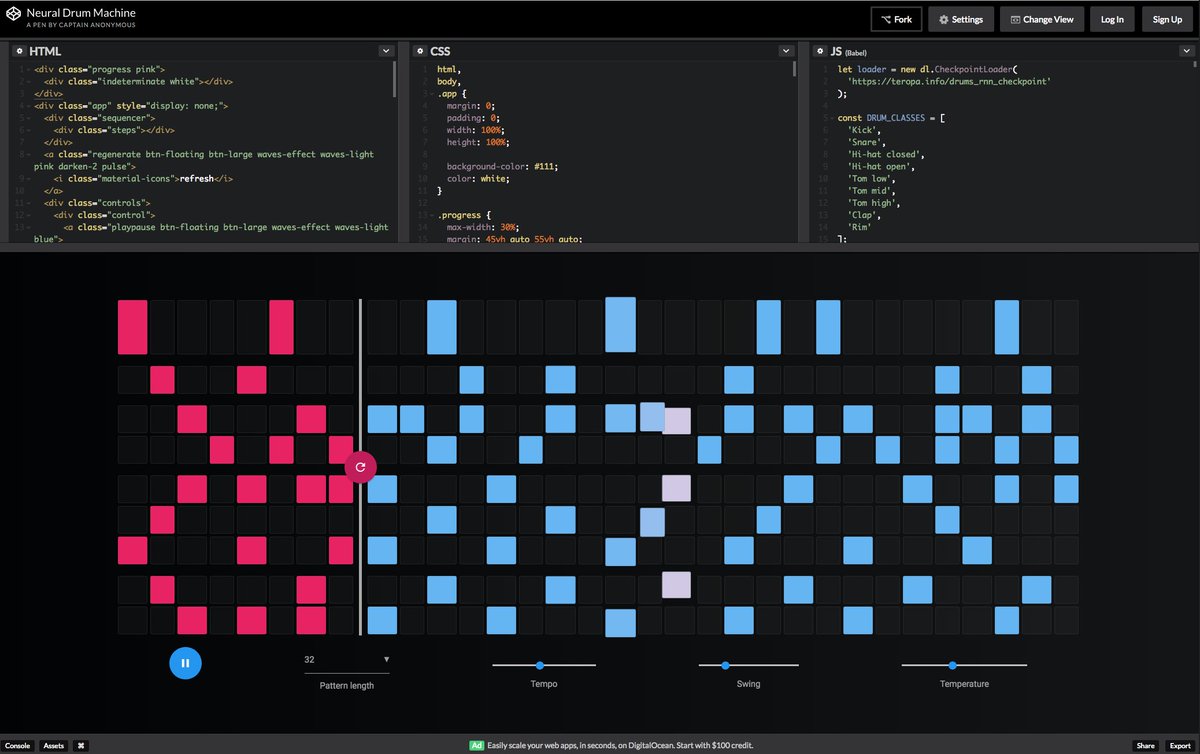 Neural Drum Machine
A PEN BY CAPTAIN ANONYMOUS
Fork
Settings
Change View
Log In
Sign Up
HTML
1 <div class="progress pink">
2 <div class="indeterminate white"></div>
3 </div>
4 <div class="app" style="display: none;">
5 <div class="sequencer">
6 <div class="steps"></div>
7 </div>
8 <a class="regenerate btn-floating btn-large waves-effect waves-light
pink darken-2 pulse">
9 <i class="material-icons">refresh</i>
10 </a>
11 <div class="controls">
12 <div class="control">
13 <a class="playpause btn-floating btn-large waves-effect waves-light
blue">
CSS
1 html,
2 body,
3 .app {
4 margin: 0;
5 padding: 0;
6 width: 100%;
7 height: 100%;
8
9 background-color: #111;
10 color: white;
11 }
12
13 .progress {
14 max-width: 30%;
15 margin: 45vh auto 55vh auto;
JS (Babel)
1 let loader = new dl.CheckpointLoader(
2 'https://teropa.info/drums_rnn_checkpoint'
3 );
4
5 const DRUM_CLASSES = [
6 'Kick',
7 'Snare',
8 'Hi-hat closed',
9 'Hi-hat open',
10 'Tom low',
11 'Tom mid',
12 'Tom high',
13 'Clap',
14 'Rim'
15 ];
32
Pattern length
Tempo
Swing
Temperature
Console
Assets
⌘
Ad Easily scale your web apps, in seconds, on DigitalOcean. Start with $100 credit.
Share
Export